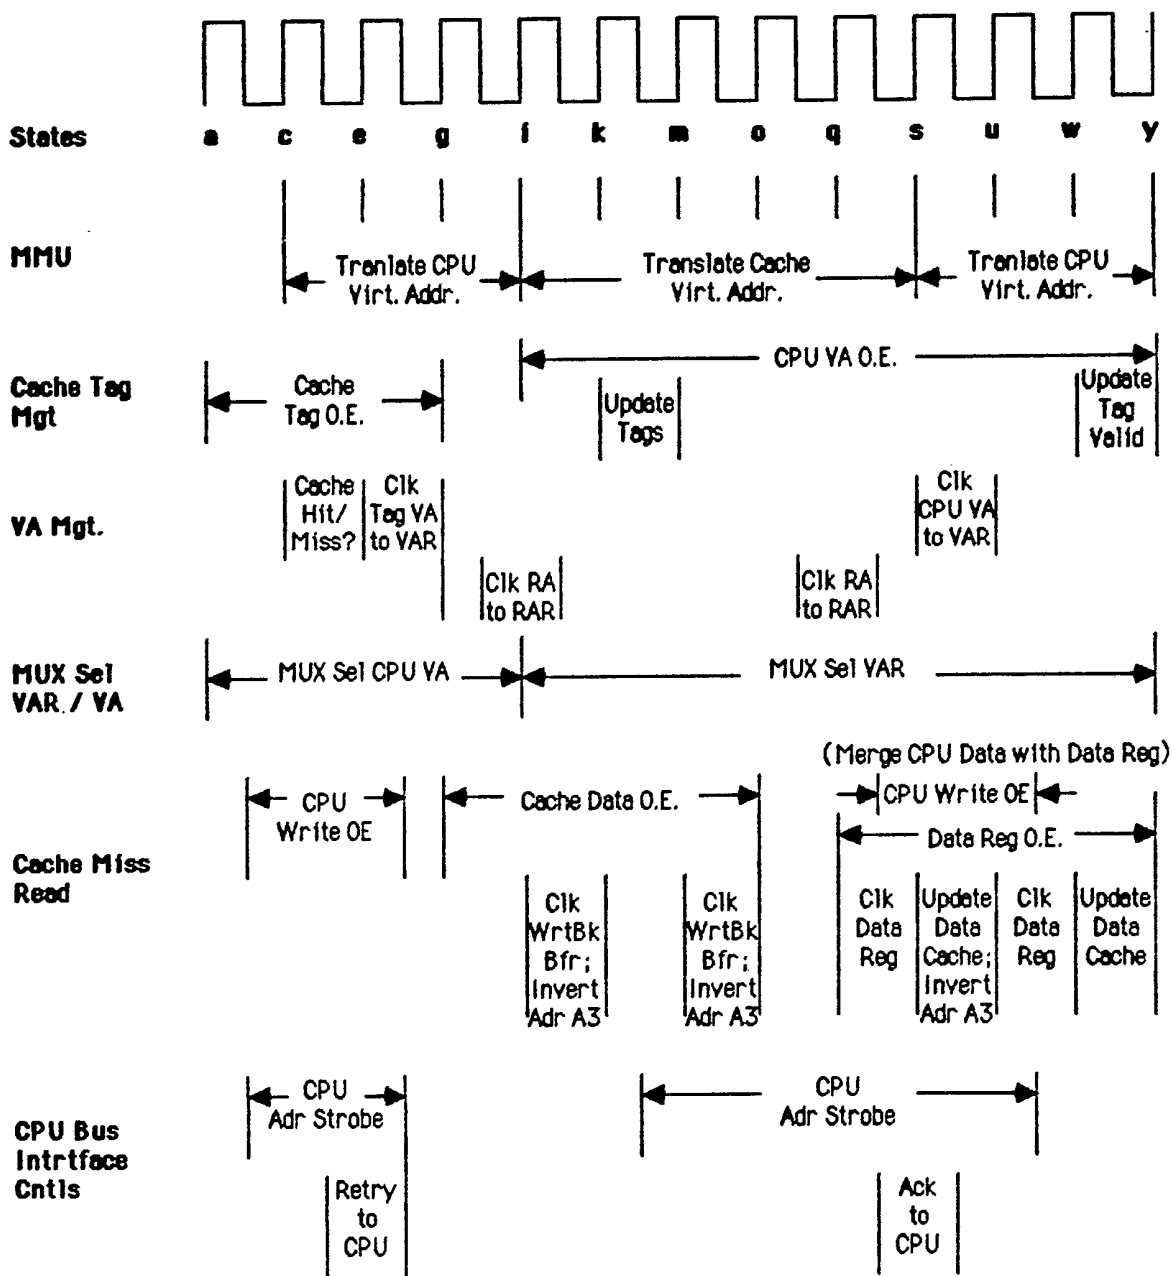 States a c e g i k m o q s u w y
MMU
Tranlate CPU
Virt. Addr.
Translate Cache
Virt. Addr.
Tranlate CPU
Virt. Addr.
Cache Tag
Mgt
Cache
Tag O.E.
CPU VA O.E.
Update
Tags
Update
Tag
Valid
VA Mgt.
Cache
Hit/
Miss?
Clk
Tag VA
to VAR
Clk RA
to RAR
Clk RA
to RAR
Clk
CPU VA
to VAR
MUX Sel
VAR / VA
MUX Sel CPU VA
MUX Sel VAR
Cache Miss
Read
CPU
Write OE
Cache Data O.E.
(Merge CPU Data with Data Reg)
CPU Write OE
Data Reg O.E.
Clk
WrtBk
Bfr;
Invert
Adr A3
Clk
WrtBk
Bfr;
Invert
Adr A3
Clk
Data
Reg
Update
Data
Cache;
Invert
Adr A3
Clk
Data
Reg
Update
Data
Cache
CPU Bus
Intrtface
Cntls
CPU
Adr Strobe
CPU
Adr Strobe
Retry
to
CPU
Ack
to
CPU